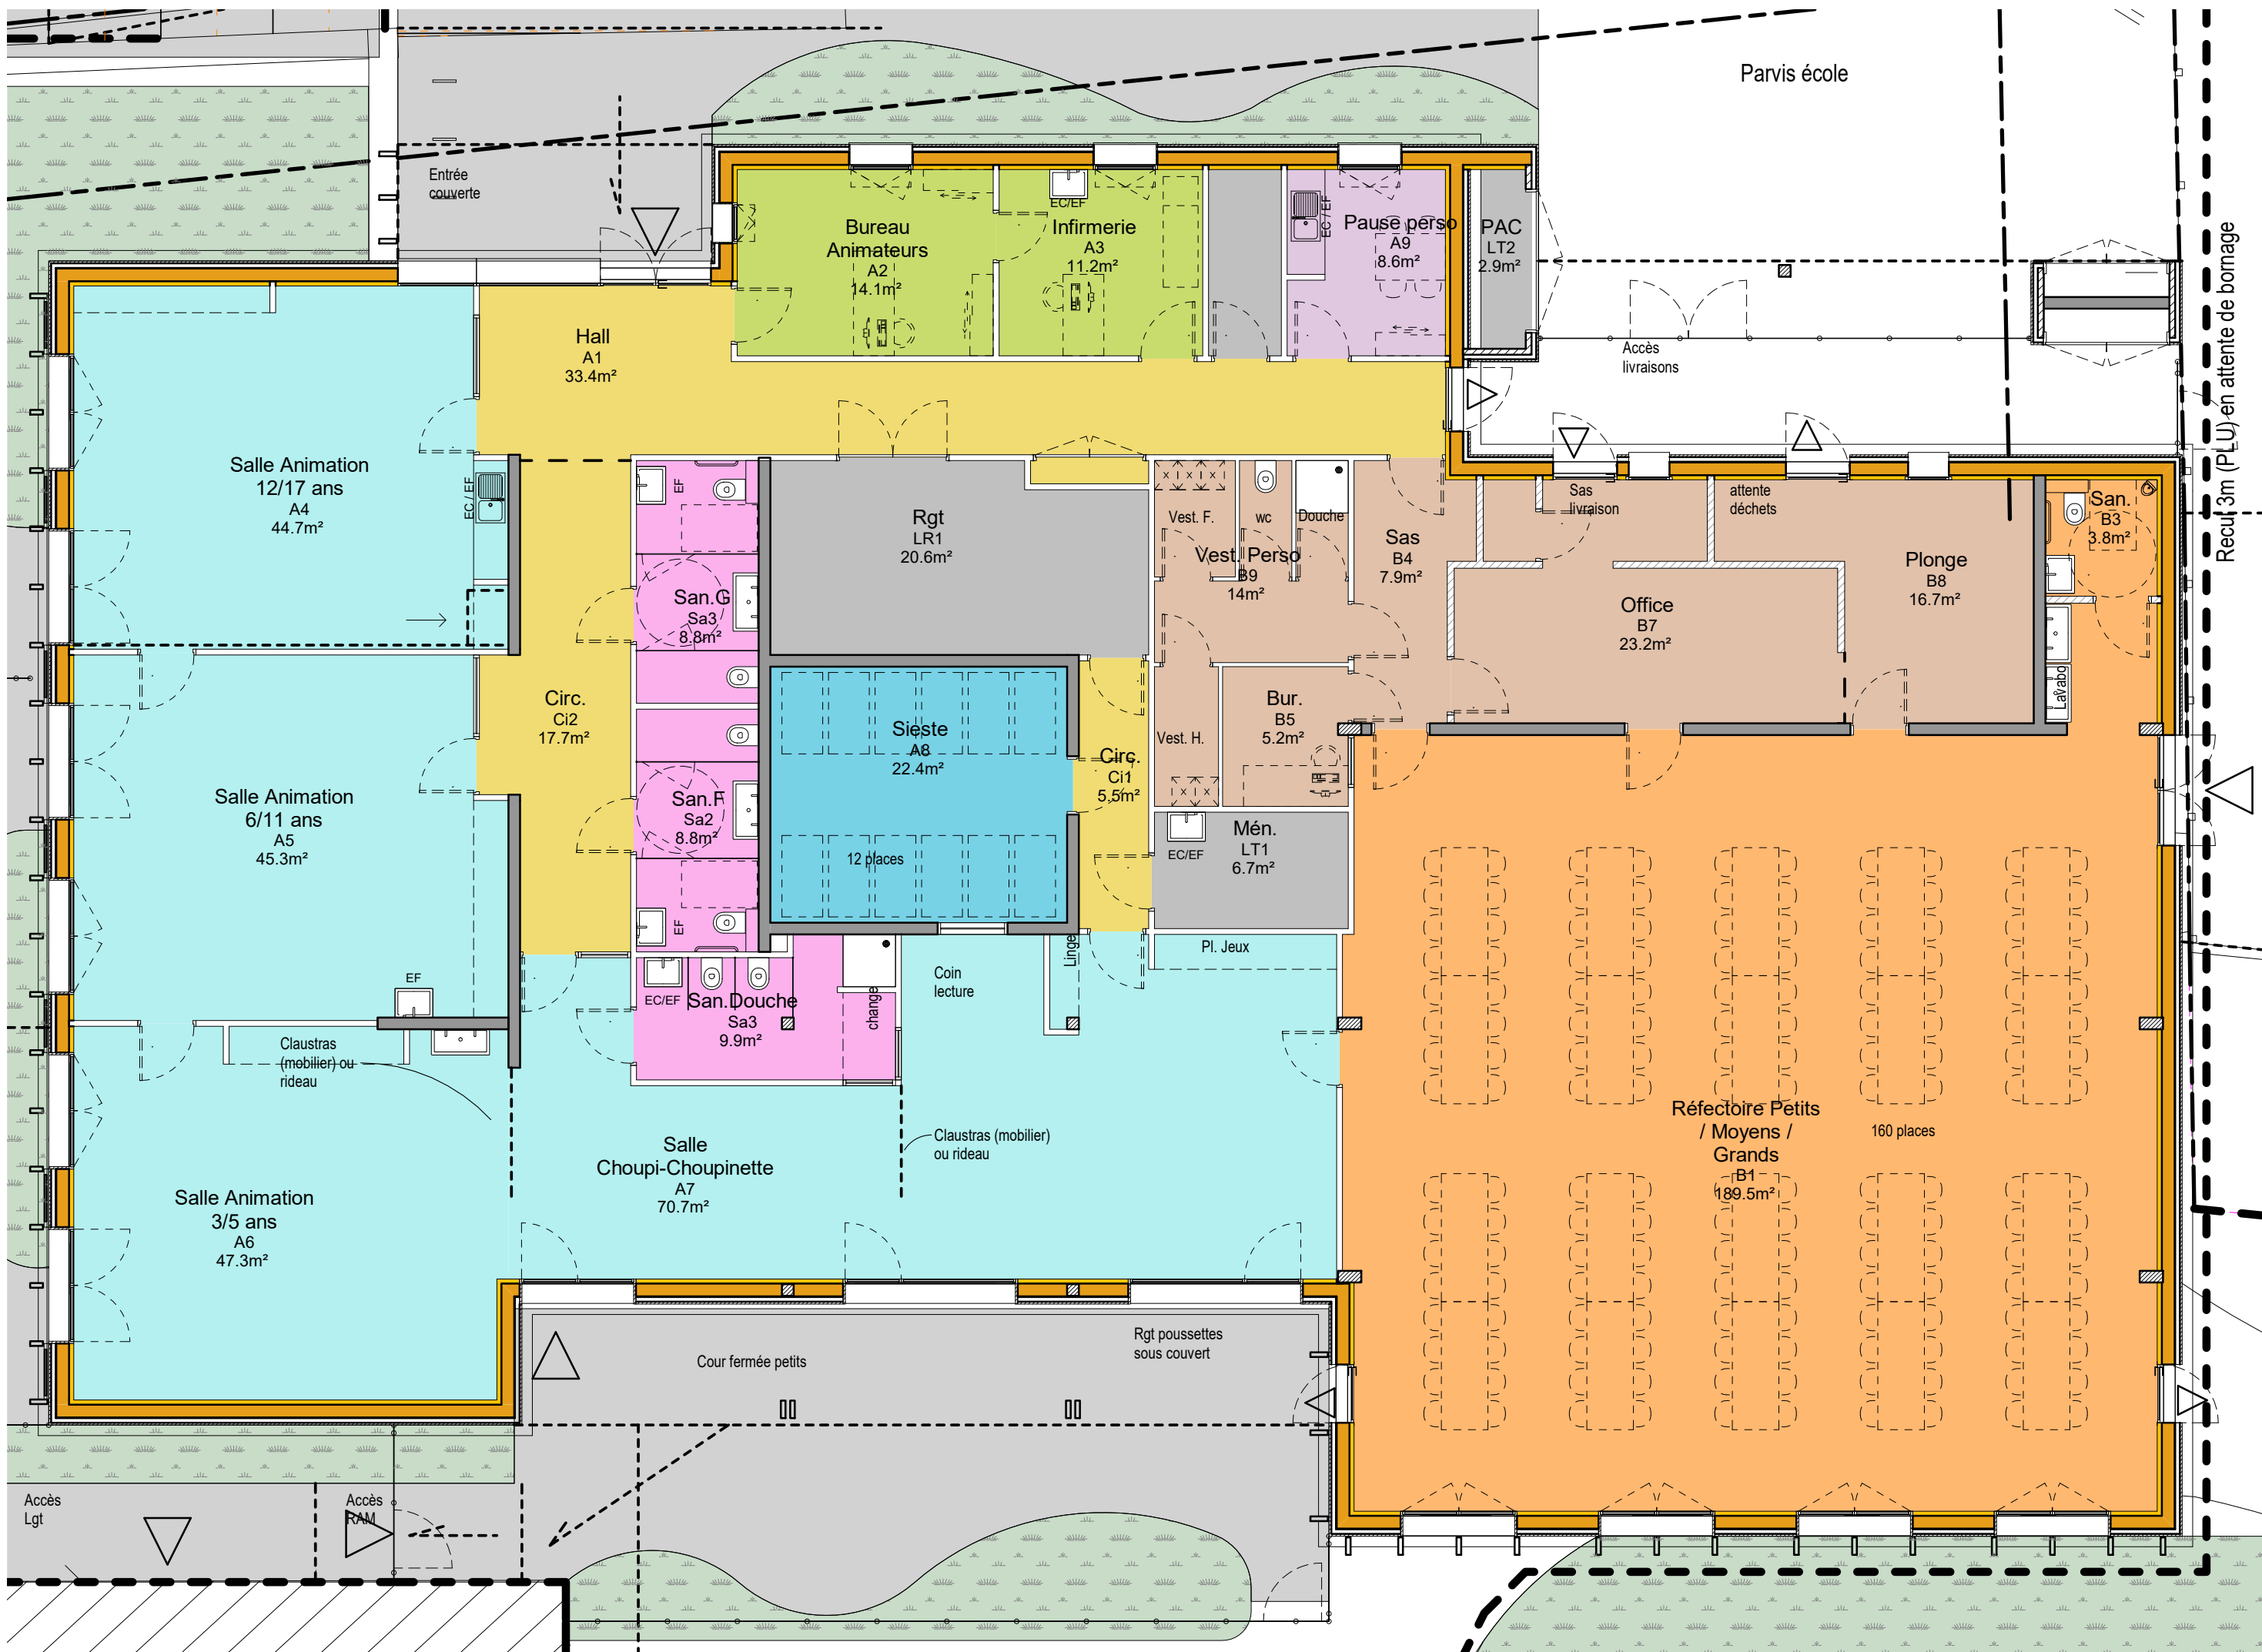 Parvis école
Entrée
couverte
Recul 3m (PLU) en attente de bornage
EC/EF
Bureau
Animateurs
A2
14.1m²
Infirmerie
A3
11.2m²
EC / EF
Pause perso
A9
8.6m²
PAC
LT2
2.9m²
Hall
A1
33.4m²
Accès
livraisons
Salle Animation
12/17 ans
A4
44.7m²
EC / EF
EF
San.G
Sa3
8.8m²
Rgt
LR1
20.6m²
Vest. F.
wc
Douche
Vest. Perso
B9
14m²
Sas
B4
7.9m²
Sas
livraison
attente
déchets
Office
B7
23.2m²
Plonge
B8
16.7m²
San.
B3
3.8m²
Lavabo
Circ.
Ci2
17.7m²
Sieste
A8
22.4m²
12 places
Circ.
Ci1
5.5m²
Vest. H.
Bur.
B5
5.2m²
Salle Animation
6/11 ans
A5
45.3m²
EF
San.F
Sa2
8.8m²
EF
Mén.
LT1
6.7m²
EC/EF
Pl. Jeux
Linge
Coin
lecture
EC/EF
San.Douche
Sa3
9.9m²
change
Claustras
(mobilier) ou
rideau
Claustras (mobilier)
ou rideau
Salle
Choupi-Choupinette
A7
70.7m²
Réfectoire Petits
/ Moyens /
Grands
B1
189.5m²
160 places
Salle Animation
3/5 ans
A6
47.3m²
Cour fermée petits
Rgt poussettes
sous couvert
Accès
Lgt
Accès
RAM